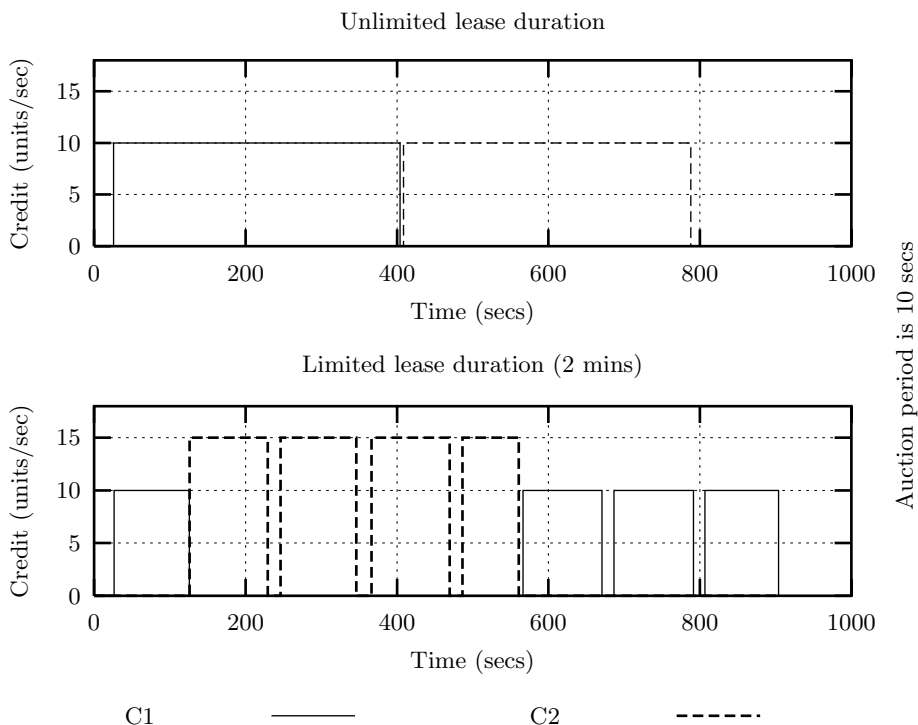 Unlimited lease duration
Credit (units/sec)
15
10
5
0
0 200 400 600 800 1000
Time (secs)
Limited lease duration (2 mins)
Credit (units/sec)
15
10
5
0
0 200 400 600 800 1000
Time (secs)
Auction period is 10 secs
C1 C2